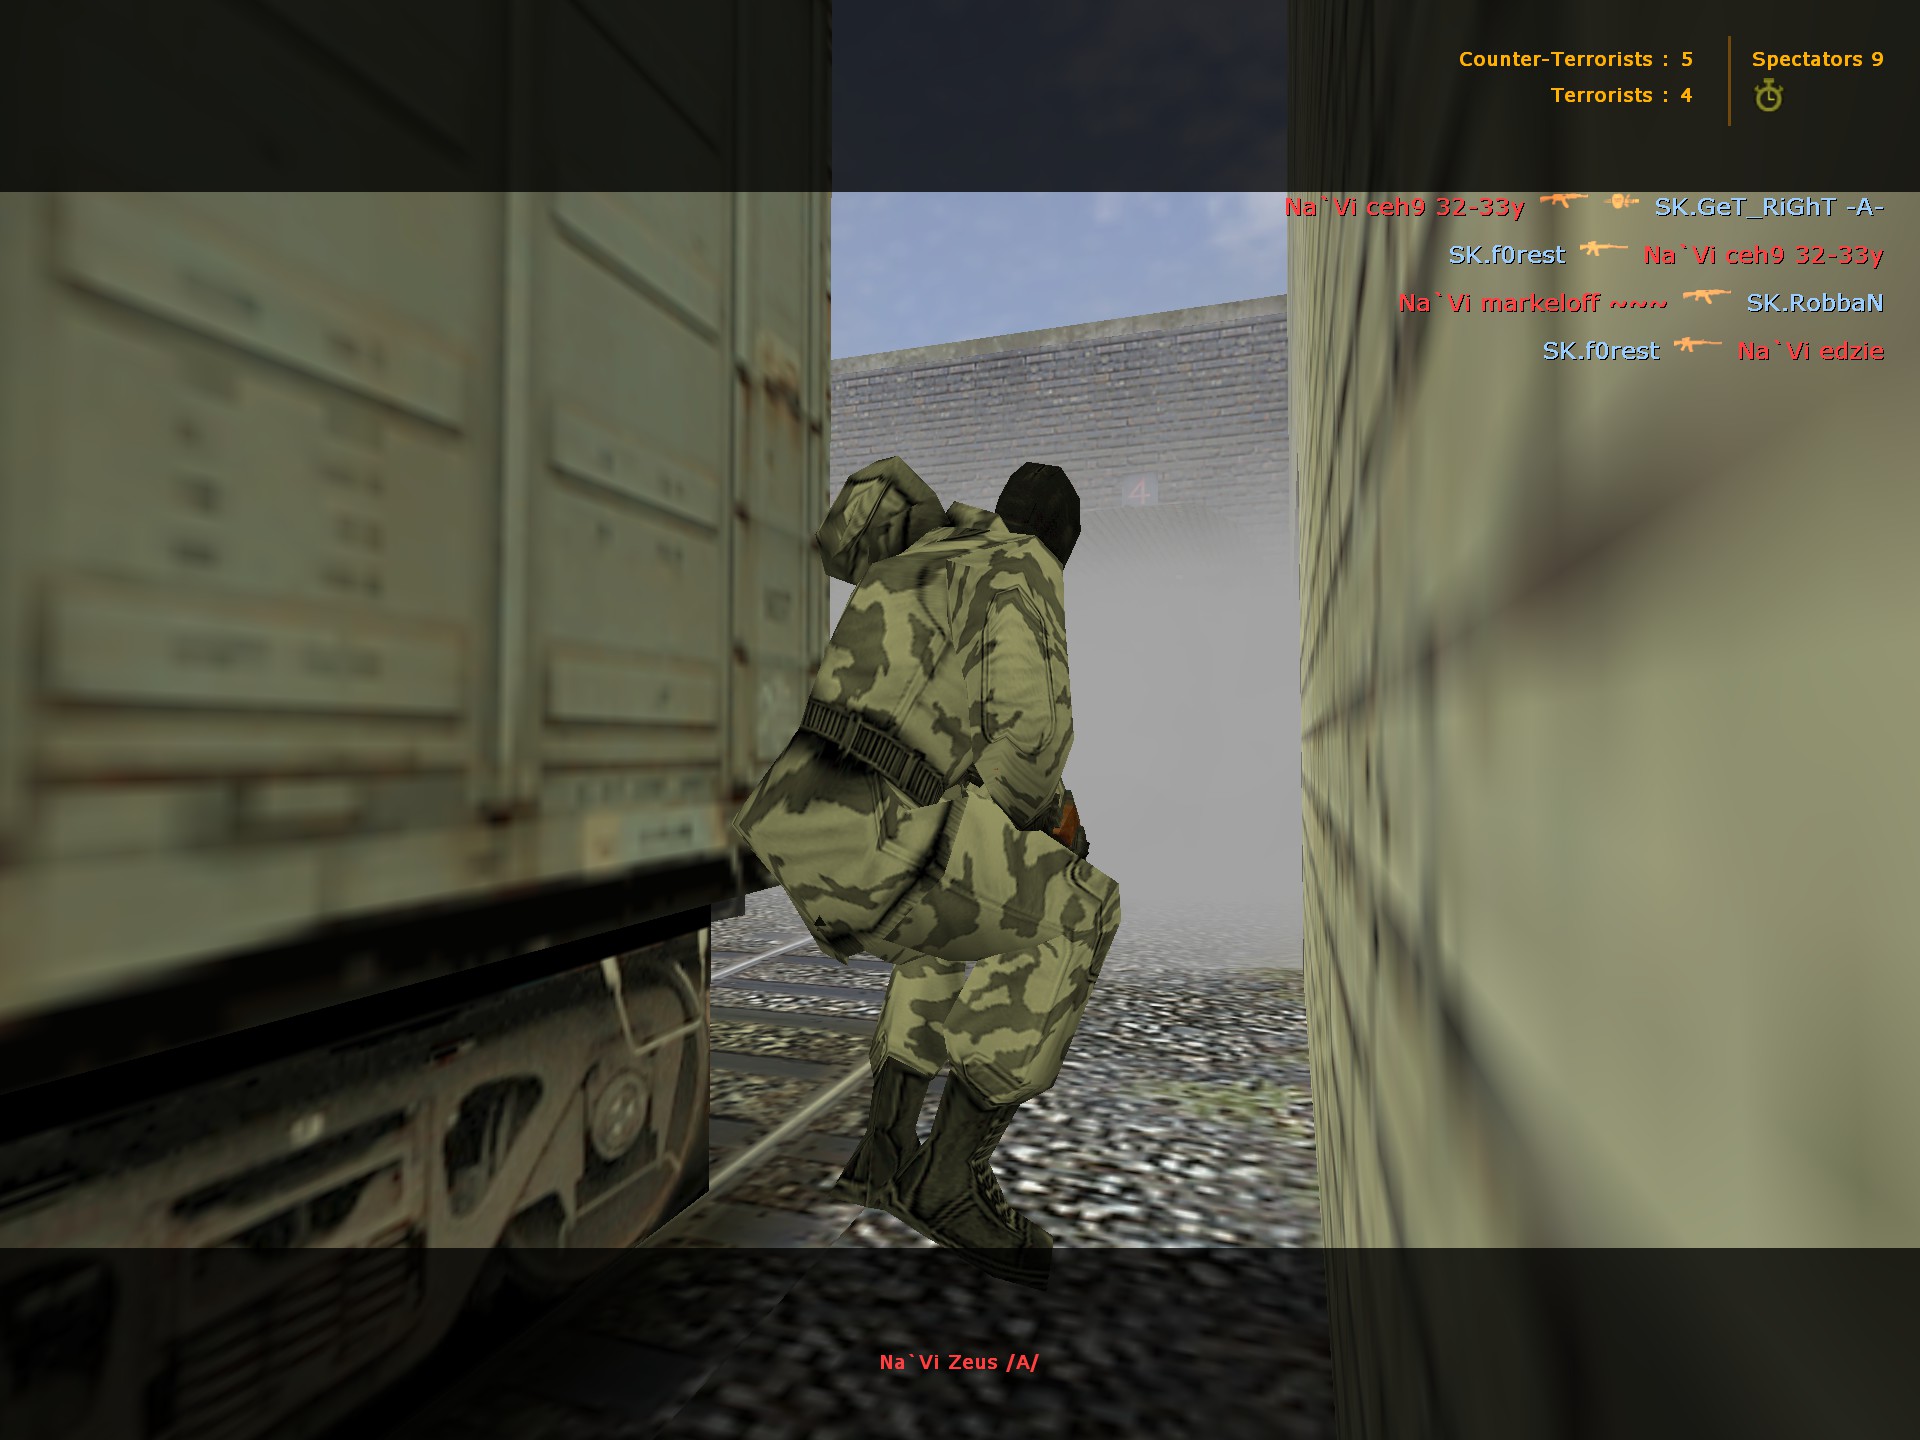 Counter-Terrorists : 5
Spectators 9
Terrorists : 4
Na`Vi ceh9 32-33y SK.GeT_RiGhT -A-
SK.f0rest Na`Vi ceh9 32-33y
Na`Vi markeloff ~~~ SK.RobbaN
SK.f0rest Na`Vi edzie
4
Na`Vi Zeus /A/